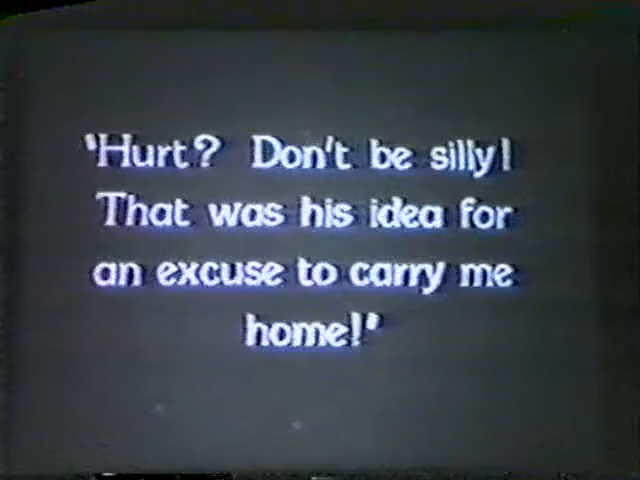 "Hurt? Don't be silly!
That was his idea for
an excuse to carry me
home!"